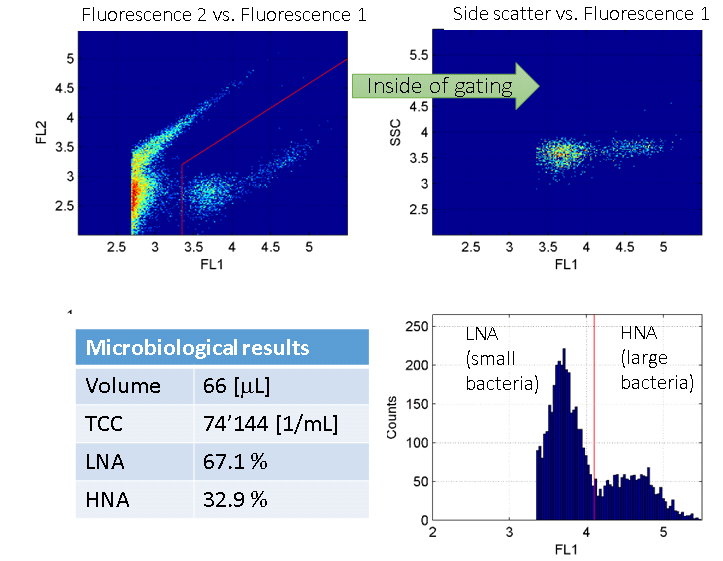 Fluorescence 2 vs. Fluorescence 1
Side scatter vs. Fluorescence 1
5
4.5
4
3.5
3
2.5
FL2
2.5
3
3.5
4
4.5
5
FL1
Inside of gating
5.5
5
4.5
4
3.5
3
2.5
SSC
2.5
3
3.5
4
4.5
5
FL1
Microbiological results
Volume 66 [μL]
TCC 74’144 [1/mL]
LNA 67.1 %
HNA 32.9 %
250
200
150
100
50
0
Counts
LNA
(small
bacteria)
HNA
(large
bacteria)
2
3
4
5
FL1